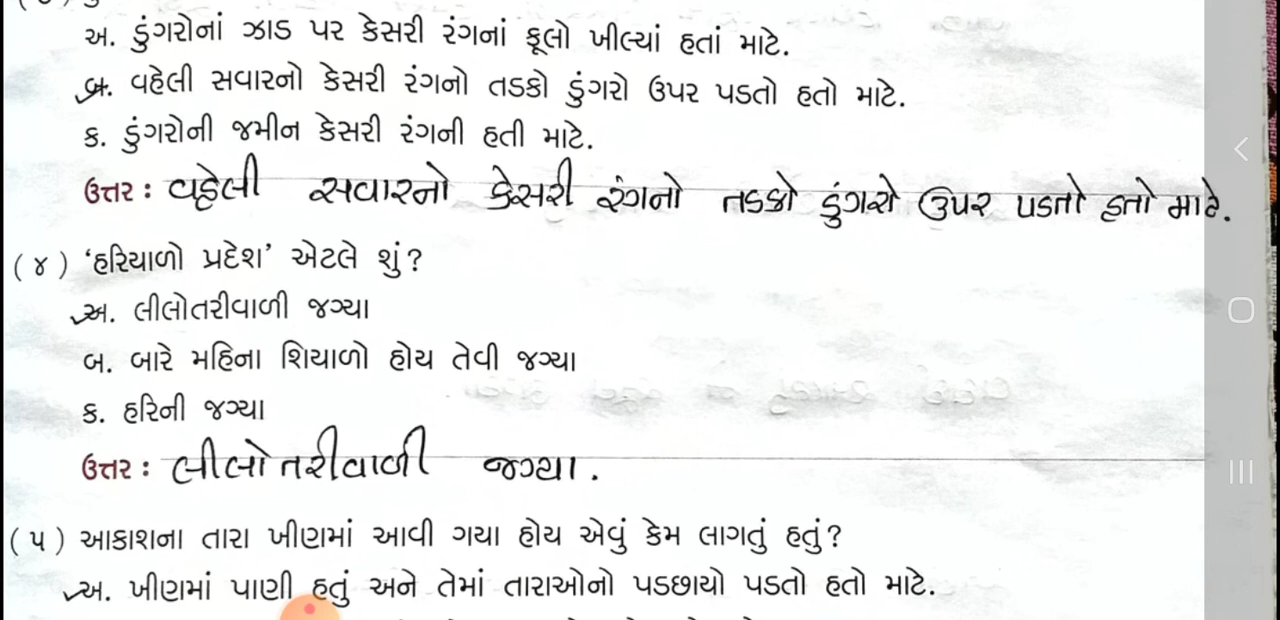 અ. ડુંગરોનાં ઝાડ પર કેસરી રંગનાં ફૂલો ખીલ્યાં હતાં માટે.
બ. વહેલી સવારનો કેસરી રંગનો તડકો ડુંગરો ઉપર પડતો હતો માટે.
ક. ડુંગરોની જમીન કેસરી રંગની હતી માટે.
ઉત્તર : વહેલી સવારનો કેસરી રંગનો તડકો ડુંગરો ઉપર પડતો હતો માટે.
(૪) ‘હરિયાળો પ્રદેશ’ એટલે શું?
અ. લીલોતરીવાળી જગ્યા
બ. બારે મહિના શિયાળો હોય તેવી જગ્યા
ક. હરિની જગ્યા
ઉત્તર : લીલોતરીવાળી જગ્યા.
(૫) આકાશના તારા ખીણમાં આવી ગયા હોય એવું કેમ લાગતું હતું?
અ. ખીણમાં પાણી હતું અને તેમાં તારાઓનો પડછાયો પડતો હતો માટે.